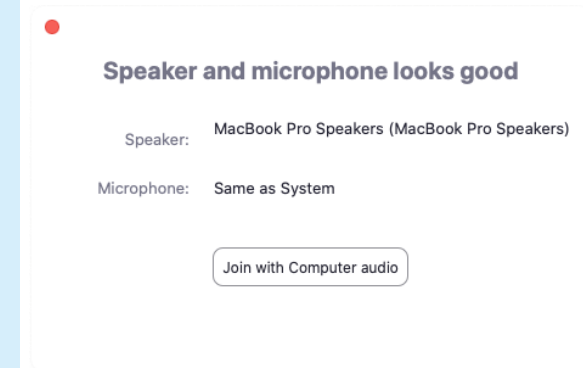 Speaker and microphone looks good
Speaker: MacBook Pro Speakers (MacBook Pro Speakers)
Microphone: Same as System
Join with Computer audio